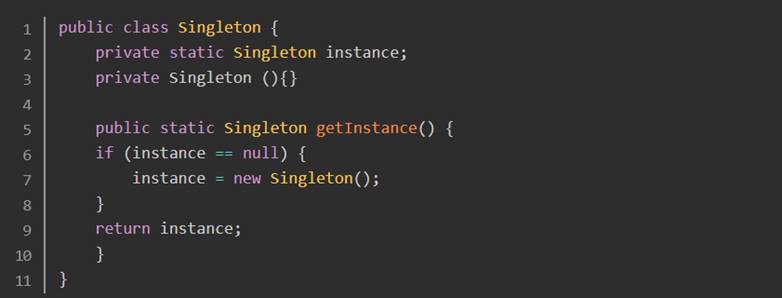 1 public class Singleton {
2     private static Singleton instance;
3     private Singleton (){}
4
5     public static Singleton getInstance() {
6     if (instance == null) {
7         instance = new Singleton();
8     }
9     return instance;
10     }
11 }